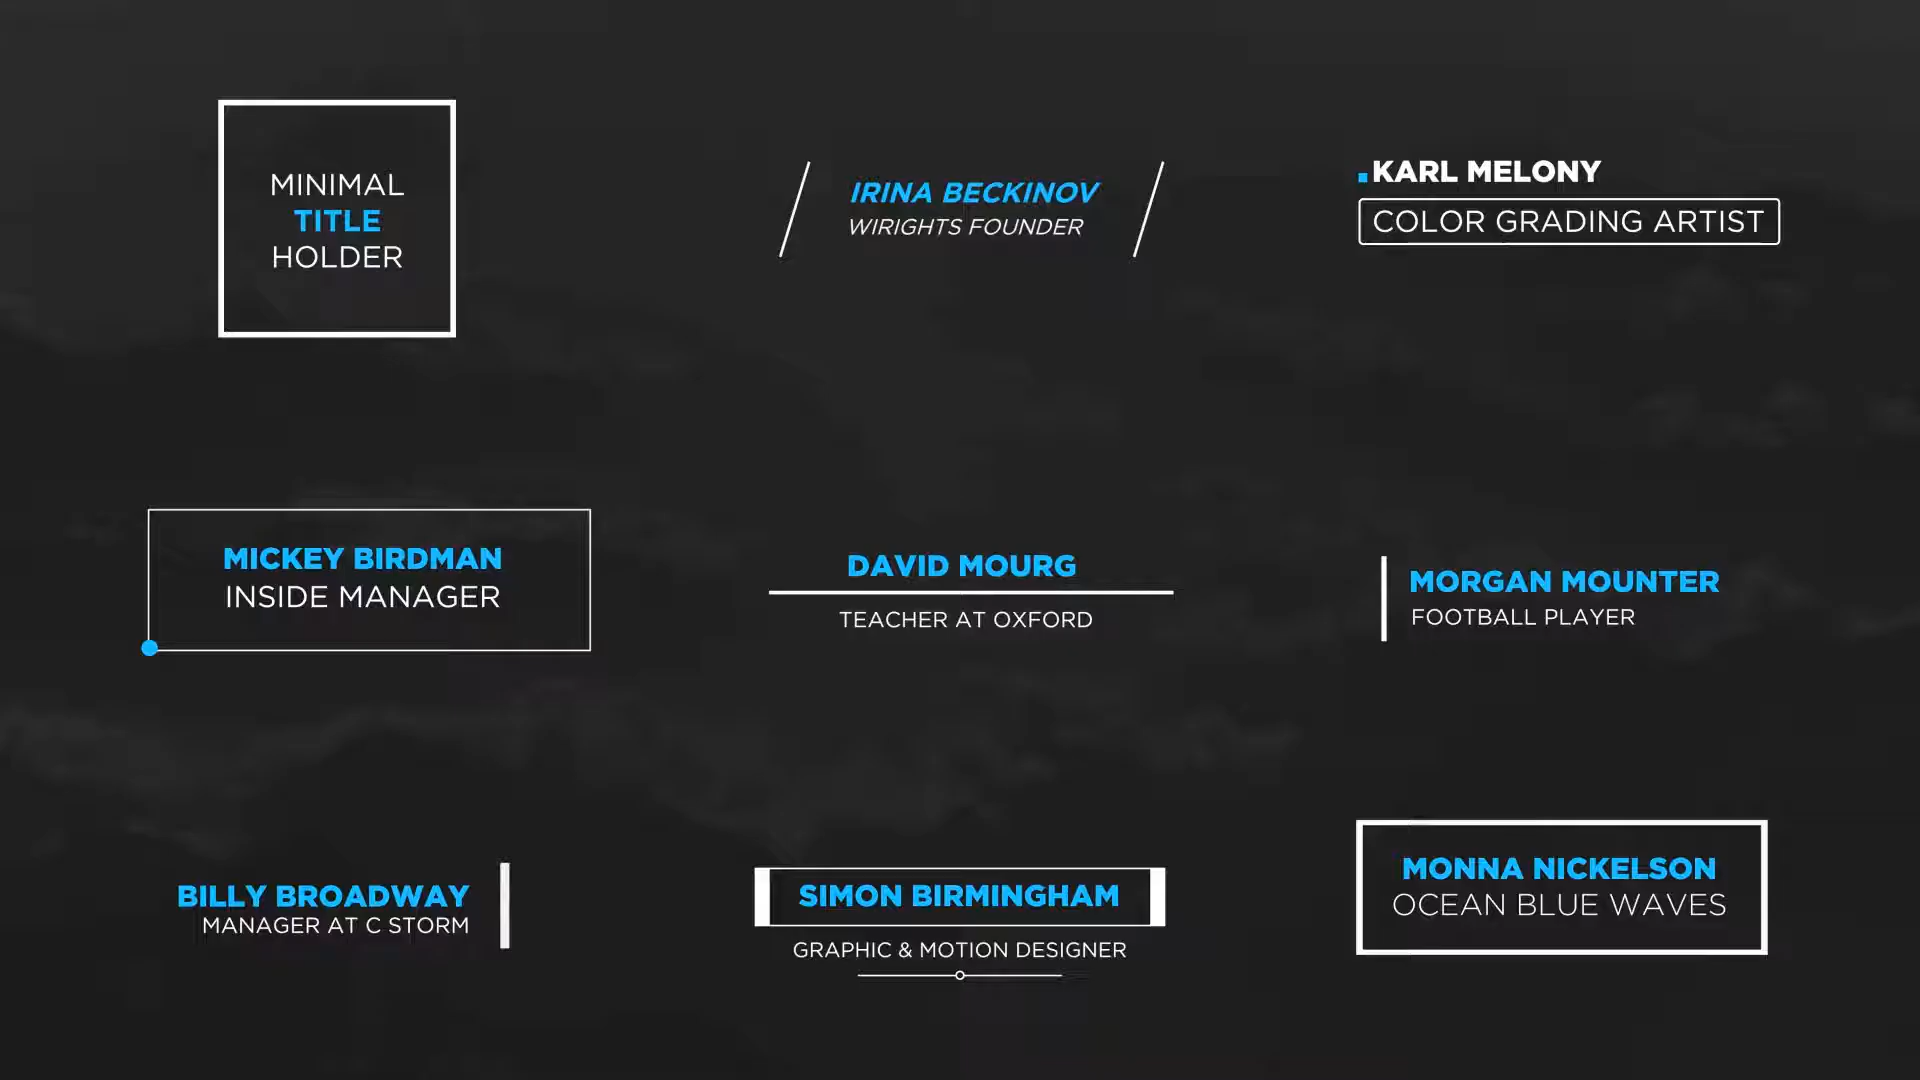 MINIMAL
TITLE
HOLDER
IRINA BECKINOV
WIRIGHTS FOUNDER
KARL MELONY
COLOR GRADING ARTIST
MICKEY BIRDMAN
INSIDE MANAGER
DAVID MOURG
TEACHER AT OXFORD
MORGAN MOUNTER
FOOTBALL PLAYER
BILLY BROADWAY
MANAGER AT C STORM
SIMON BIRMINGHAM
GRAPHIC & MOTION DESIGNER
MONNA NICKELSON
OCEAN BLUE WAVES